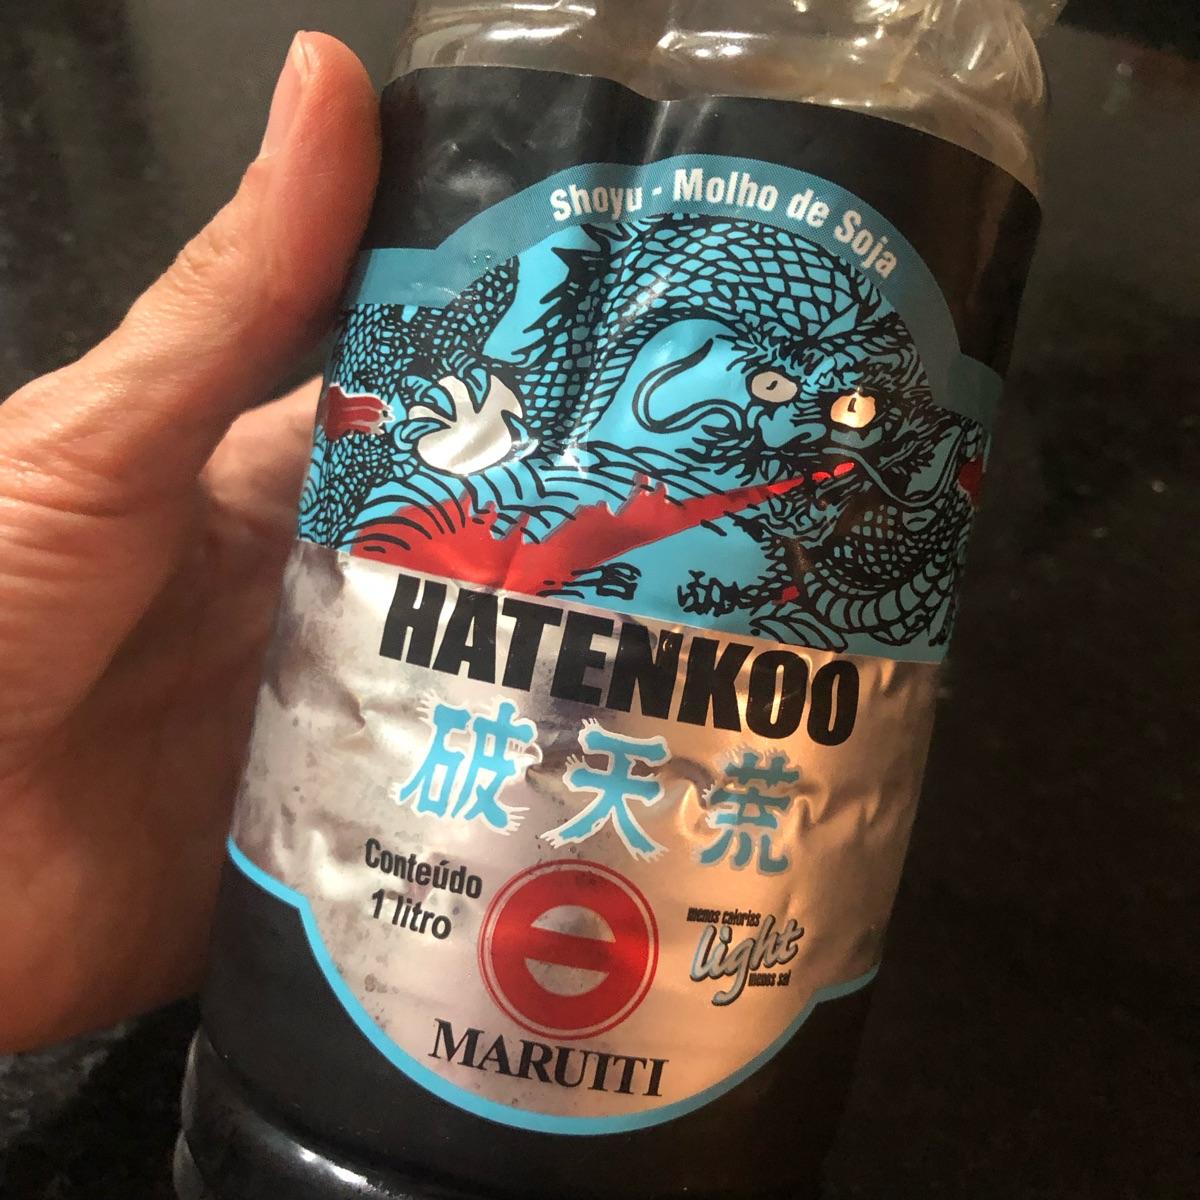 Shoyu - Molho de Soja
HATENKOO
破天荒
Conteúdo
1 litro
menos calorias
light
menos sal
MARUITI